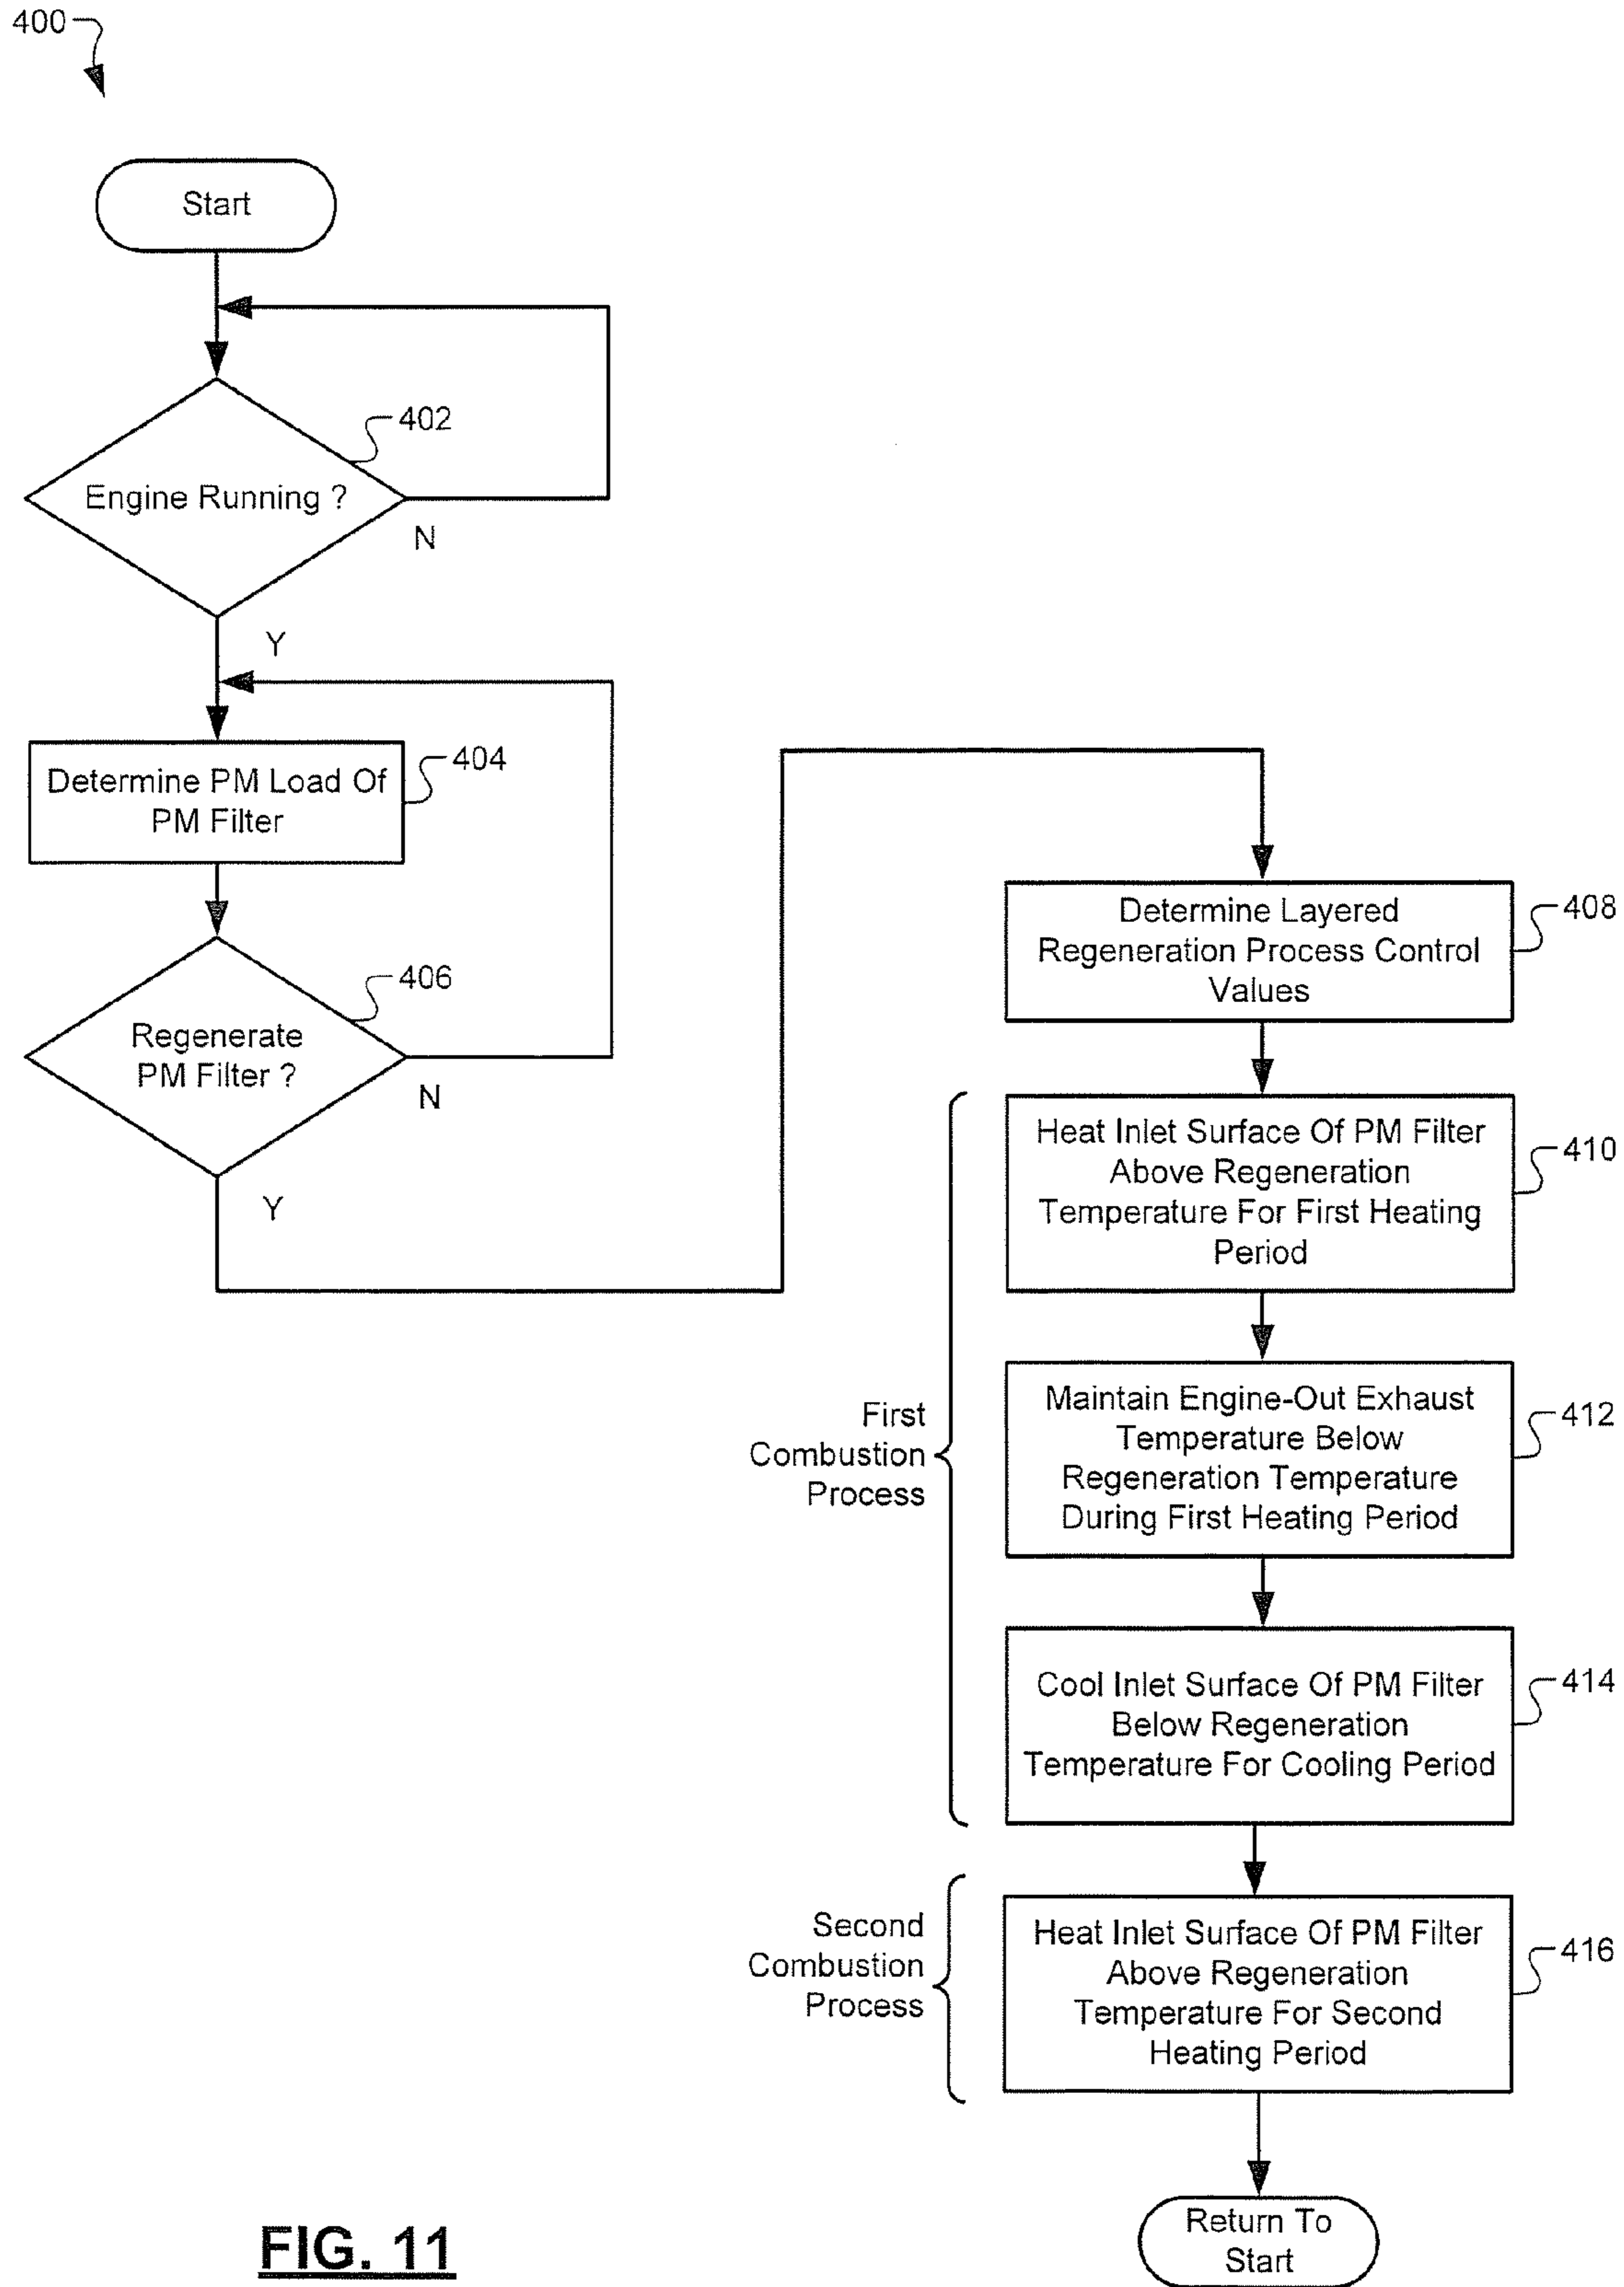 400
Start
402
Engine Running ?
N
Y
404
Determine PM Load Of
PM Filter
406
Regenerate
PM Filter ?
N
Y
Determine Layered
Regeneration Process Control
Values
408
Heat Inlet Surface Of PM Filter
Above Regeneration
Temperature For First Heating
Period
410
First
Combustion
Process
Maintain Engine-Out Exhaust
Temperature Below
Regeneration Temperature
During First Heating Period
412
Cool Inlet Surface Of PM Filter
Below Regeneration
Temperature For Cooling Period
414
Second
Combustion
Process
Heat Inlet Surface Of PM Filter
Above Regeneration
Temperature For Second
Heating Period
416
Return To
Start
FIG. 11